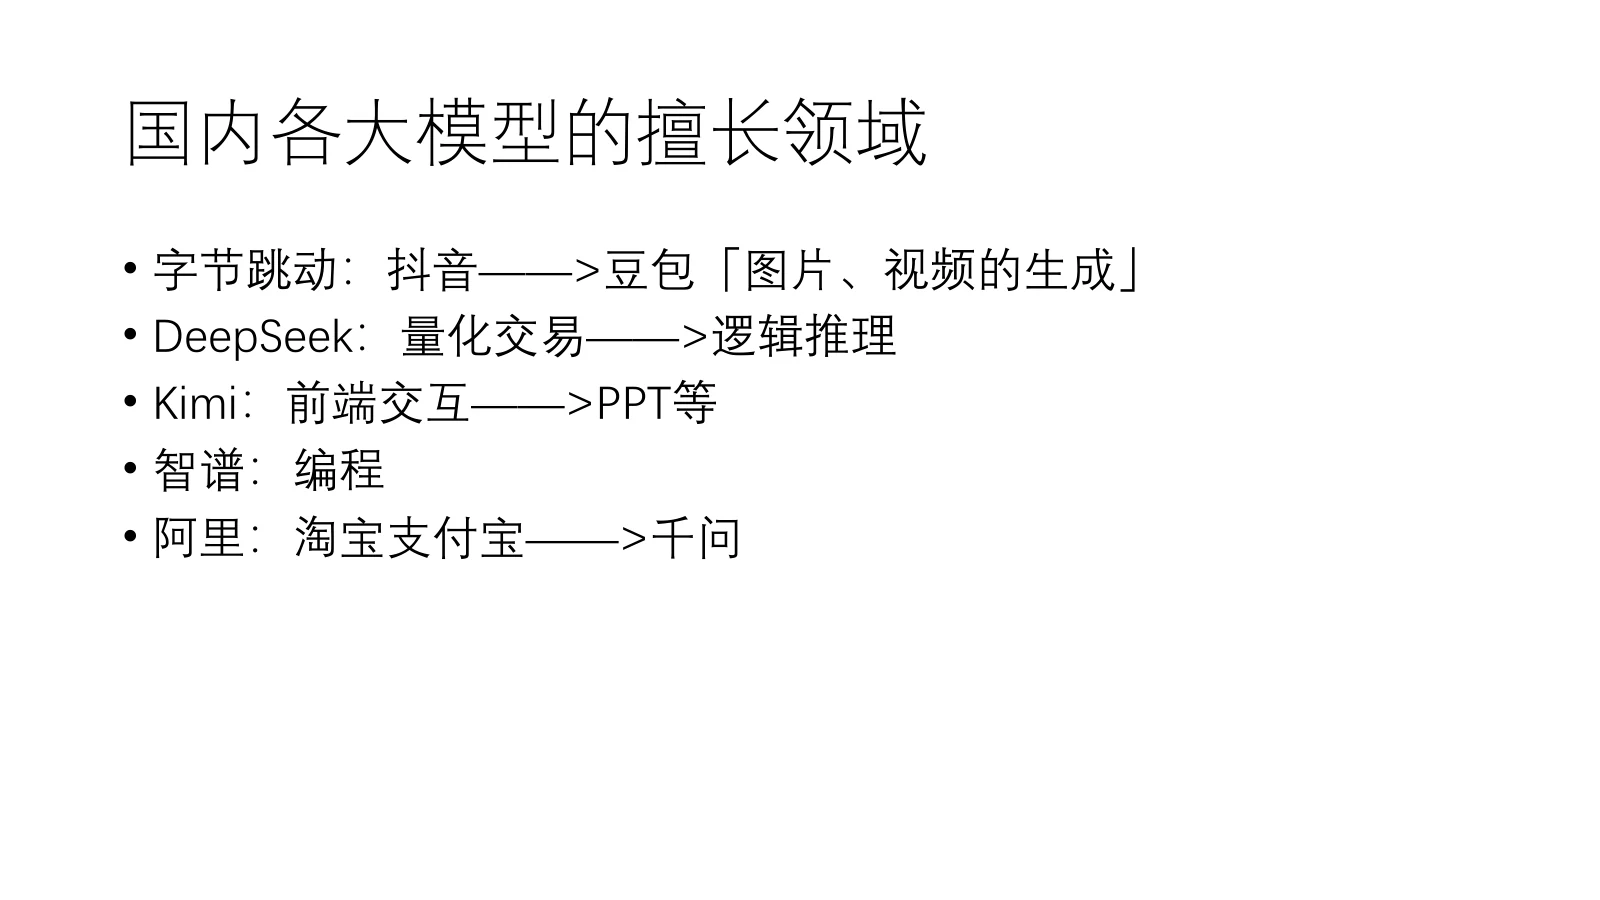 国内各大模型的擅长领域
• 字节跳动：抖音——>豆包「图片、视频的生成」
• DeepSeek：量化交易——>逻辑推理
• Kimi：前端交互——>PPT等
• 智谱：编程
• 阿里：淘宝支付宝——>千问